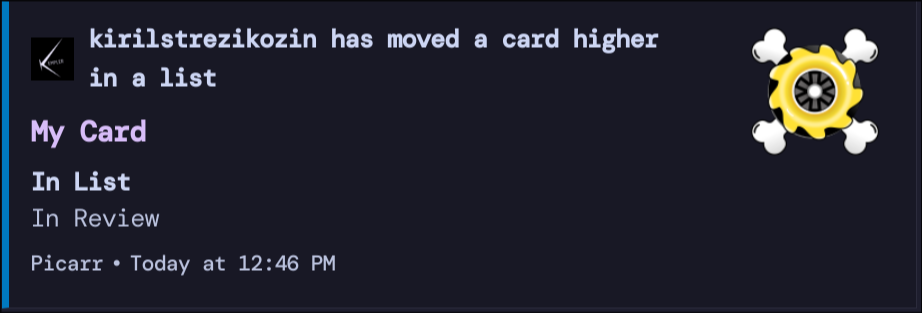 kirilstrezikozin has moved a card higher
in a list
My Card
In List
In Review
Picarr • Today at 12:46 PM